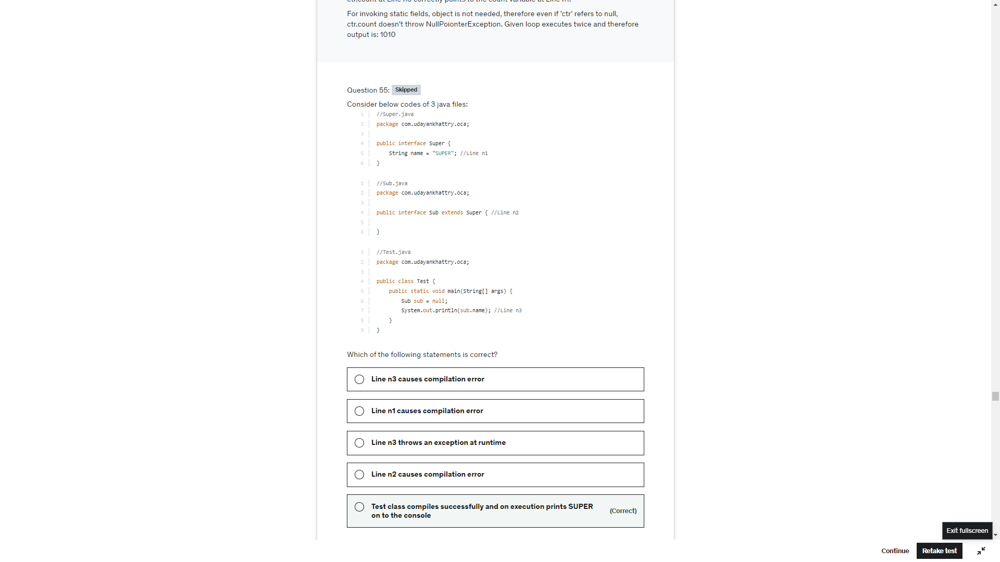 For invoking static fields, object is not needed, therefore even if 'ctr' refers to null,
ctr.count doesn't throw NullPoionterException. Given loop executes twice and therefore
output is: 1010
Question 55: Skipped
Consider below codes of 3 java files:
1 //Super.java
2 package com.udayankhattry.oca;
3
4 public interface Super {
5 String name = "SUPER"; //Line n1
6 }
1 //Sub.java
2 package com.udayankhattry.oca;
3
4 public interface Sub extends Super { //Line n2
5
6 }
1 //Test.java
2 package com.udayankhattry.oca;
3
4 public class Test {
5 public static void main(String[] args) {
6 Sub sub = null;
7 System.out.println(sub.name); //Line n3
8 }
9 }
Which of the following statements is correct?
Line n3 causes compilation error
Line n1 causes compilation error
Line n3 throws an exception at runtime
Line n2 causes compilation error
Test class compiles successfully and on execution prints SUPER
on to the console
(Correct)
Exit fullscreen
Continue Retake test